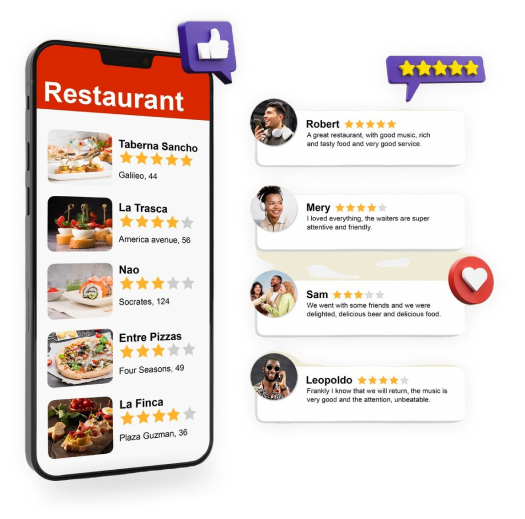 Restaurant
Taberna Sancho
Galileo, 44
La Trasca
America avenue, 56
Nao
Socrates, 124
Entre Pizzas
Four Seasons, 49
La Finca
Plaza Guzman, 36
Robert
A great restaurant, with good music, rich
and tasty food and very good service.
Mery
I loved everything, the waiters are super
attentive and friendly.
Sam
We went with some friends and we were
delighted, delicious beer and delicious food.
Leopoldo
Frankly I know that we will return, the music is
very good and the attention, unbeatable.